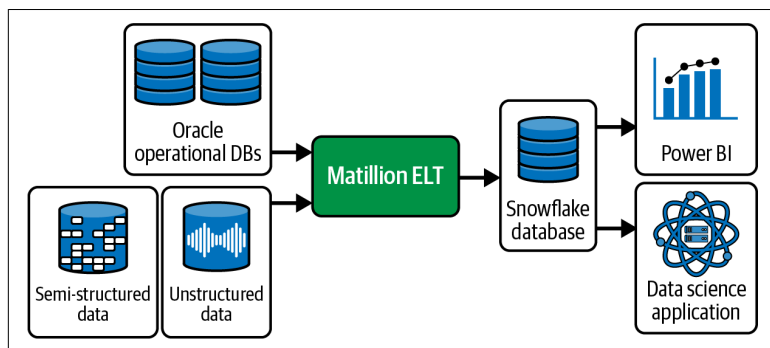 Oracle
operational DBs
Semi-structured
data
Unstructured
data
Matillion ELT
Snowflake
database
Power BI
Data science
application